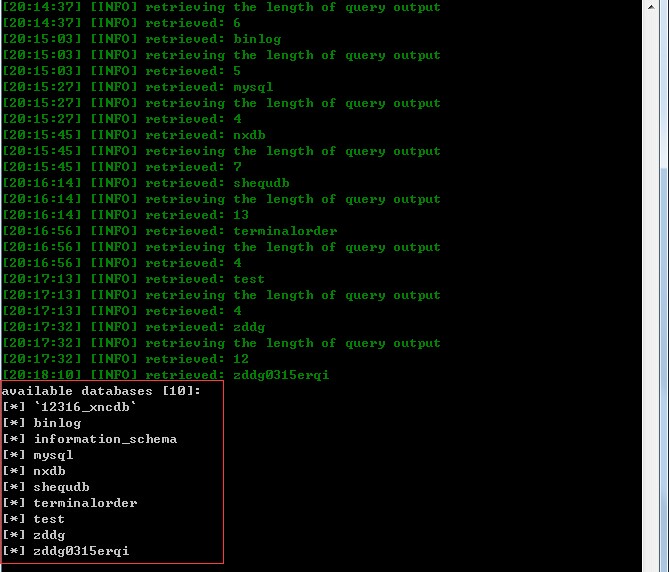 [20:14:37] [INFO] retrieving the length of query output
[20:14:37] [INFO] retrieved: 6
[20:15:03] [INFO] retrieved: binlog
[20:15:03] [INFO] retrieving the length of query output
[20:15:03] [INFO] retrieved: 5
[20:15:27] [INFO] retrieved: mysql
[20:15:27] [INFO] retrieving the length of query output
[20:15:27] [INFO] retrieved: 4
[20:15:45] [INFO] retrieved: nxdb
[20:15:45] [INFO] retrieving the length of query output
[20:15:45] [INFO] retrieved: 7
[20:16:14] [INFO] retrieved: shequdb
[20:16:14] [INFO] retrieving the length of query output
[20:16:14] [INFO] retrieved: 13
[20:16:56] [INFO] retrieved: terminalorder
[20:16:56] [INFO] retrieving the length of query output
[20:16:56] [INFO] retrieved: 4
[20:17:13] [INFO] retrieved: test
[20:17:13] [INFO] retrieving the length of query output
[20:17:13] [INFO] retrieved: 4
[20:17:32] [INFO] retrieved: zddg
[20:17:32] [INFO] retrieving the length of query output
[20:17:32] [INFO] retrieved: 12
[20:18:10] [INFO] retrieved: zddg0315erqi
available databases [10]:
[*] `12316_xncdb`
[*] binlog
[*] information_schema
[*] mysql
[*] nxdb
[*] shequdb
[*] terminalorder
[*] test
[*] zddg
[*] zddg0315erqi